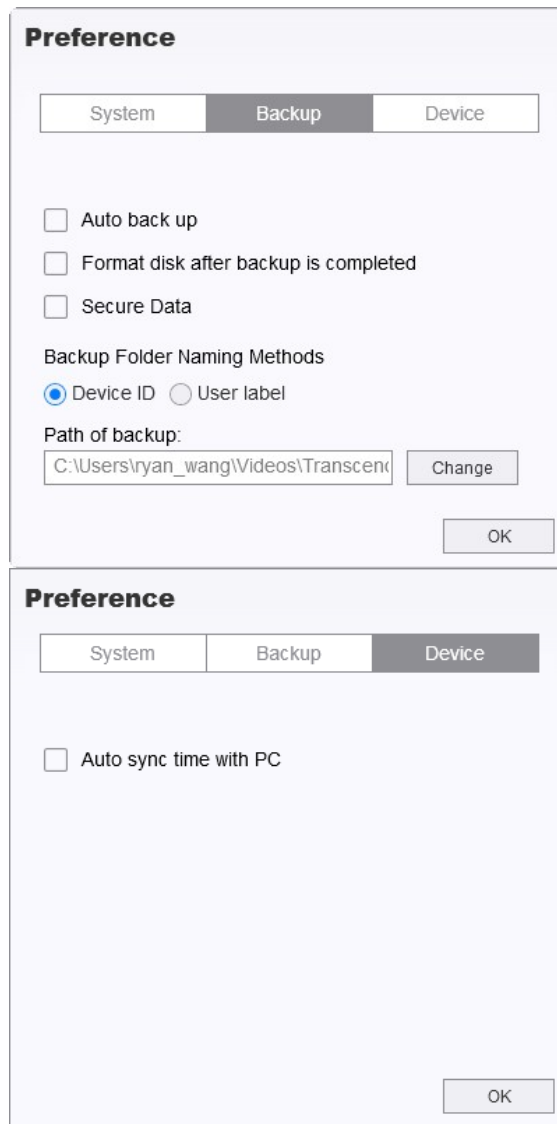 Preference
System Backup Device
Auto back up
Format disk after backup is completed
Secure Data
Backup Folder Naming Methods
Device ID User label
Path of backup:
C:\Users\ryan_wang\Videos\Transcend Change
OK
Preference
System Backup Device
Auto sync time with PC
OK